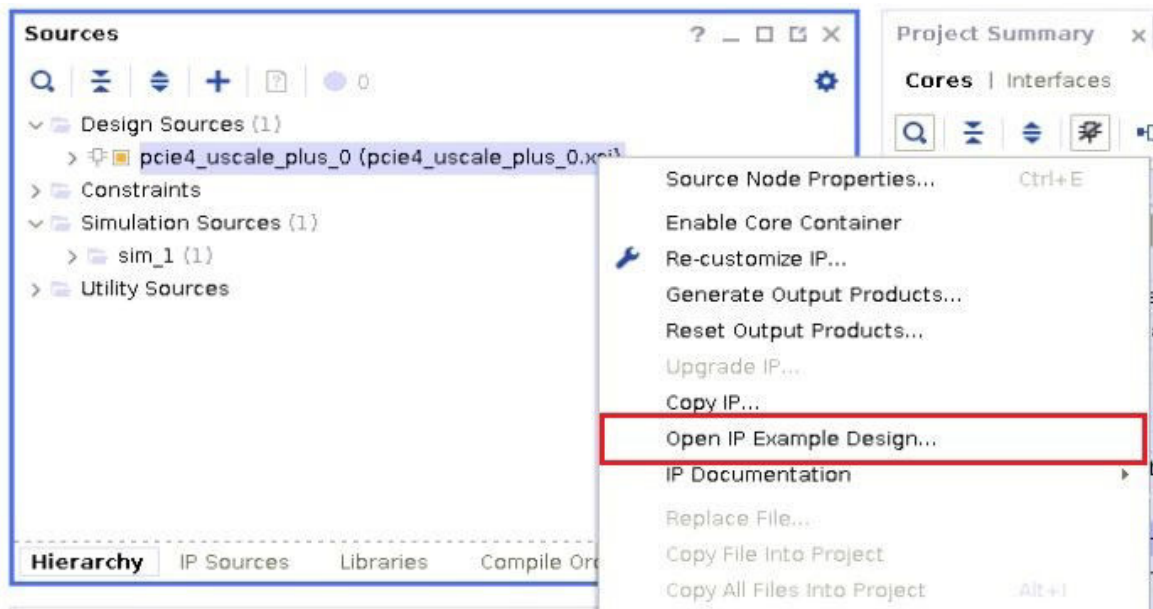 Sources
? _
Project Summary
Cores | Interfaces
0
Design Sources (1)
pcie4_uscale_plus_0 (pcie4_uscale_plus_0.xci)
Constraints
Simulation Sources (1)
sim_1 (1)
Utility Sources
Source Node Properties... Ctrl+E
Enable Core Container
Re-customize IP...
Generate Output Products...
Reset Output Products...
Upgrade IP...
Copy IP...
Open IP Example Design...
IP Documentation
Replace File...
Copy File Into Project
Copy All Files Into Project Alt+I
Hierarchy IP Sources Libraries Compile Ord